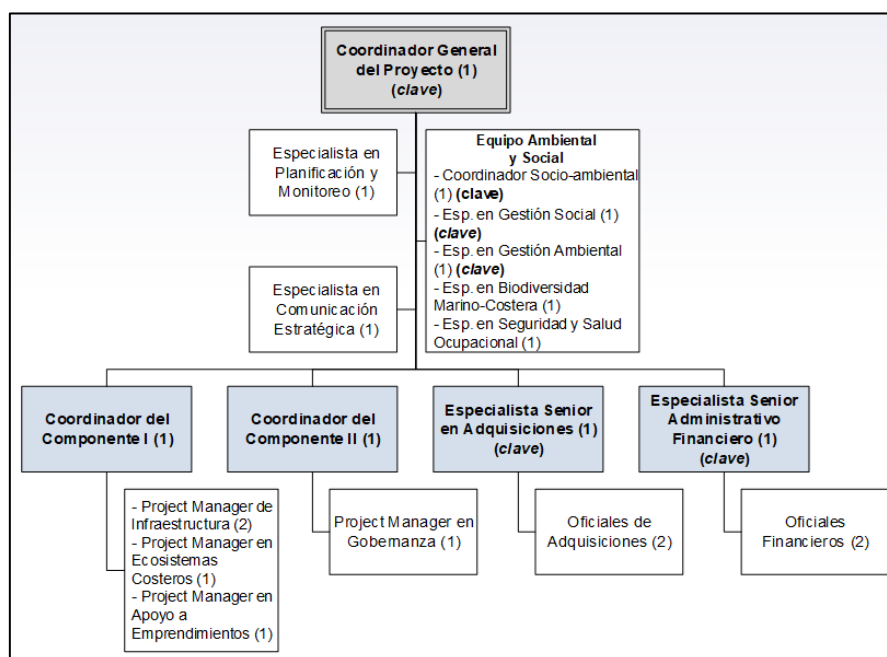 Coordinador General
del Proyecto (1)
(clave)
Especialista en
Planificación y
Monitoreo (1)
Equipo Ambiental
y Social
- Coordinador Socio-ambiental
(1) (clave)
- Esp. en Gestión Social (1)
(clave)
- Esp. en Gestión Ambiental
(1) (clave)
- Esp. en Biodiversidad
Marino-Costera (1)
- Esp. en Seguridad y Salud
Ocupacional (1)
Especialista en
Comunicación
Estratégica (1)
Coordinador del
Componente I (1)
Coordinador del
Componente II (1)
Especialista Senior
en Adquisiciones (1)
(clave)
Especialista Senior
Administrativo
Financiero (1)
(clave)
- Project Manager de
Infraestructura (2)
- Project Manager en
Ecosistemas
Costeros (1)
- Project Manager en
Apoyo a
Emprendimientos (1)
Project Manager en
Gobernanza (1)
Oficiales de
Adquisiciones (2)
Oficiales
Financieros (2)